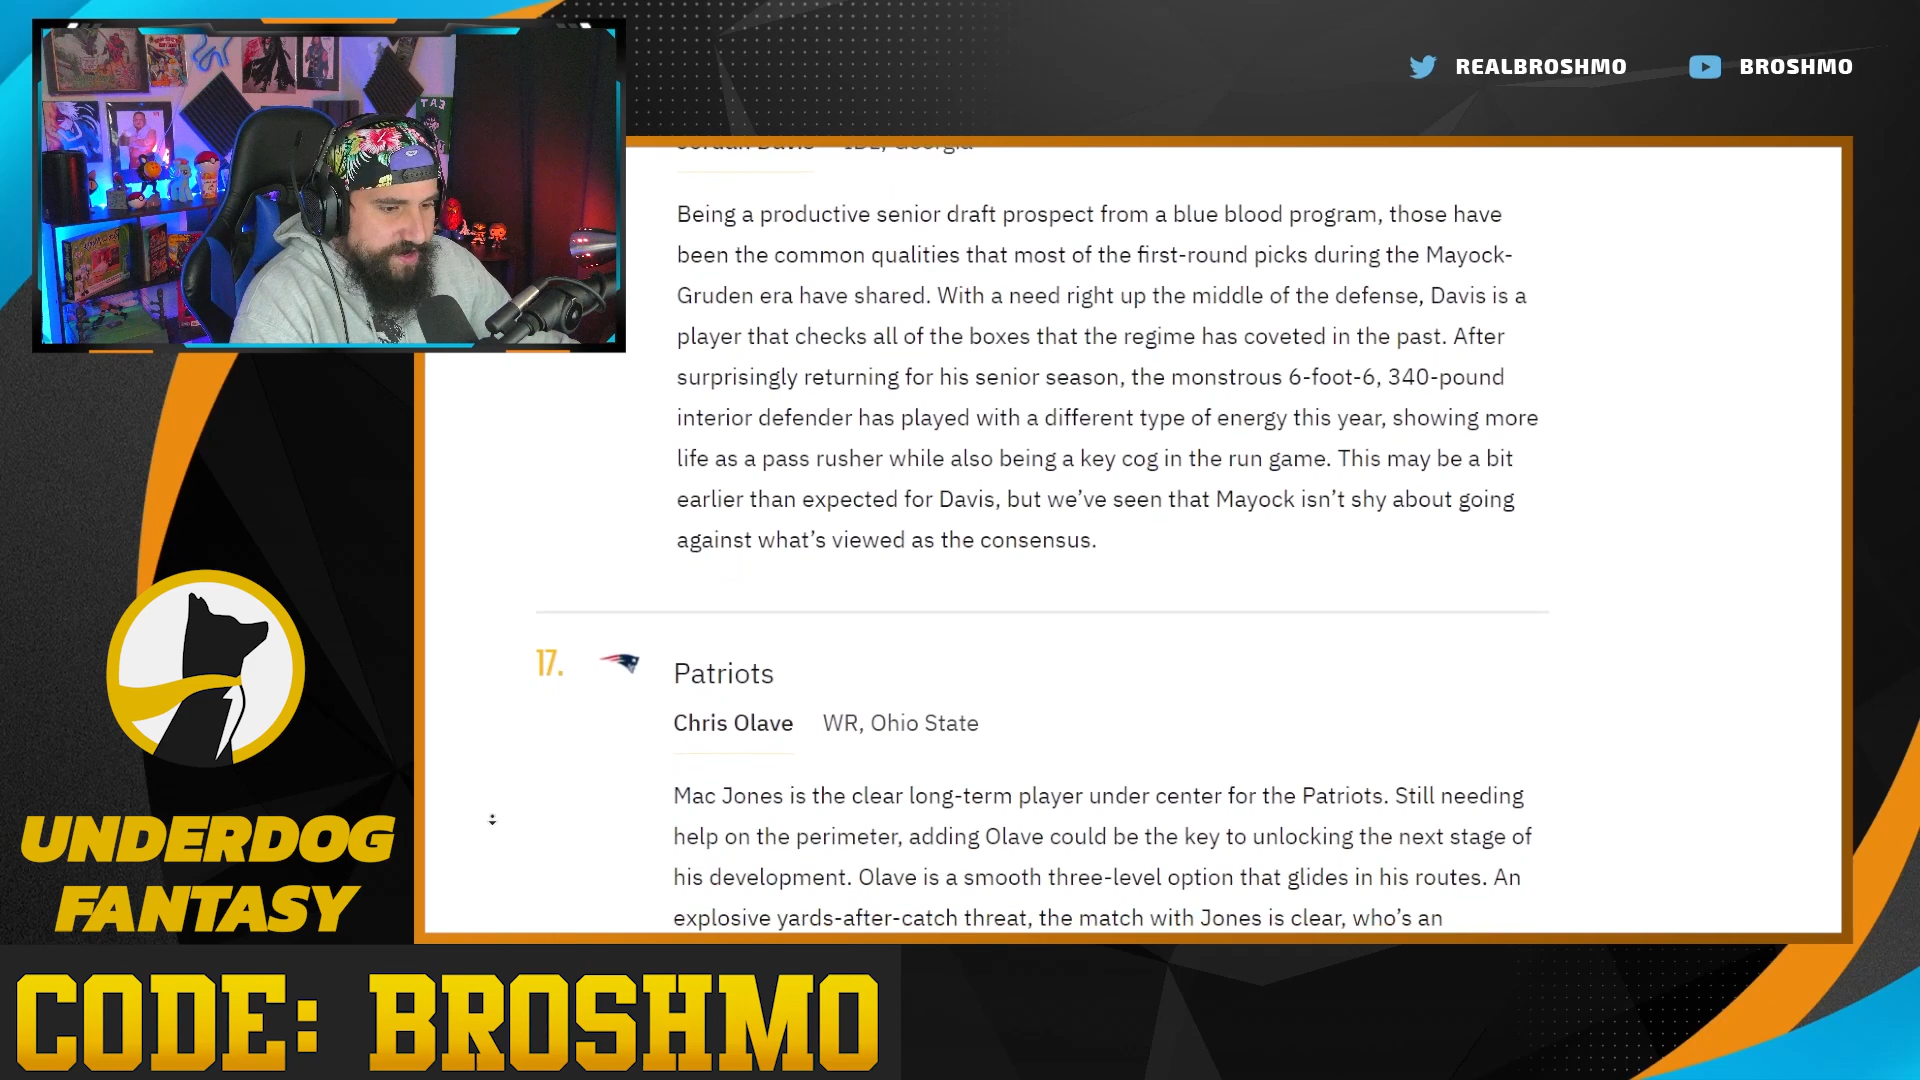 REALBROSHMO
BROSHMO
Jordan Davis IDL, Georgia
Being a productive senior draft prospect from a blue blood program, those have
been the common qualities that most of the first-round picks during the Mayock-
Gruden era have shared. With a need right up the middle of the defense, Davis is a
player that checks all of the boxes that the regime has coveted in the past. After
surprisingly returning for his senior season, the monstrous 6-foot-6, 340-pound
interior defender has played with a different type of energy this year, showing more
life as a pass rusher while also being a key cog in the run game. This may be a bit
earlier than expected for Davis, but we’ve seen that Mayock isn’t shy about going
against what’s viewed as the consensus.
17.
Patriots
Chris Olave WR, Ohio State
Mac Jones is the clear long-term player under center for the Patriots. Still needing
help on the perimeter, adding Olave could be the key to unlocking the next stage of
his development. Olave is a smooth three-level option that glides in his routes. An
explosive yards-after-catch threat, the match with Jones is clear, who’s an
UNDERDOG
FANTASY
CODE: BROSHMO